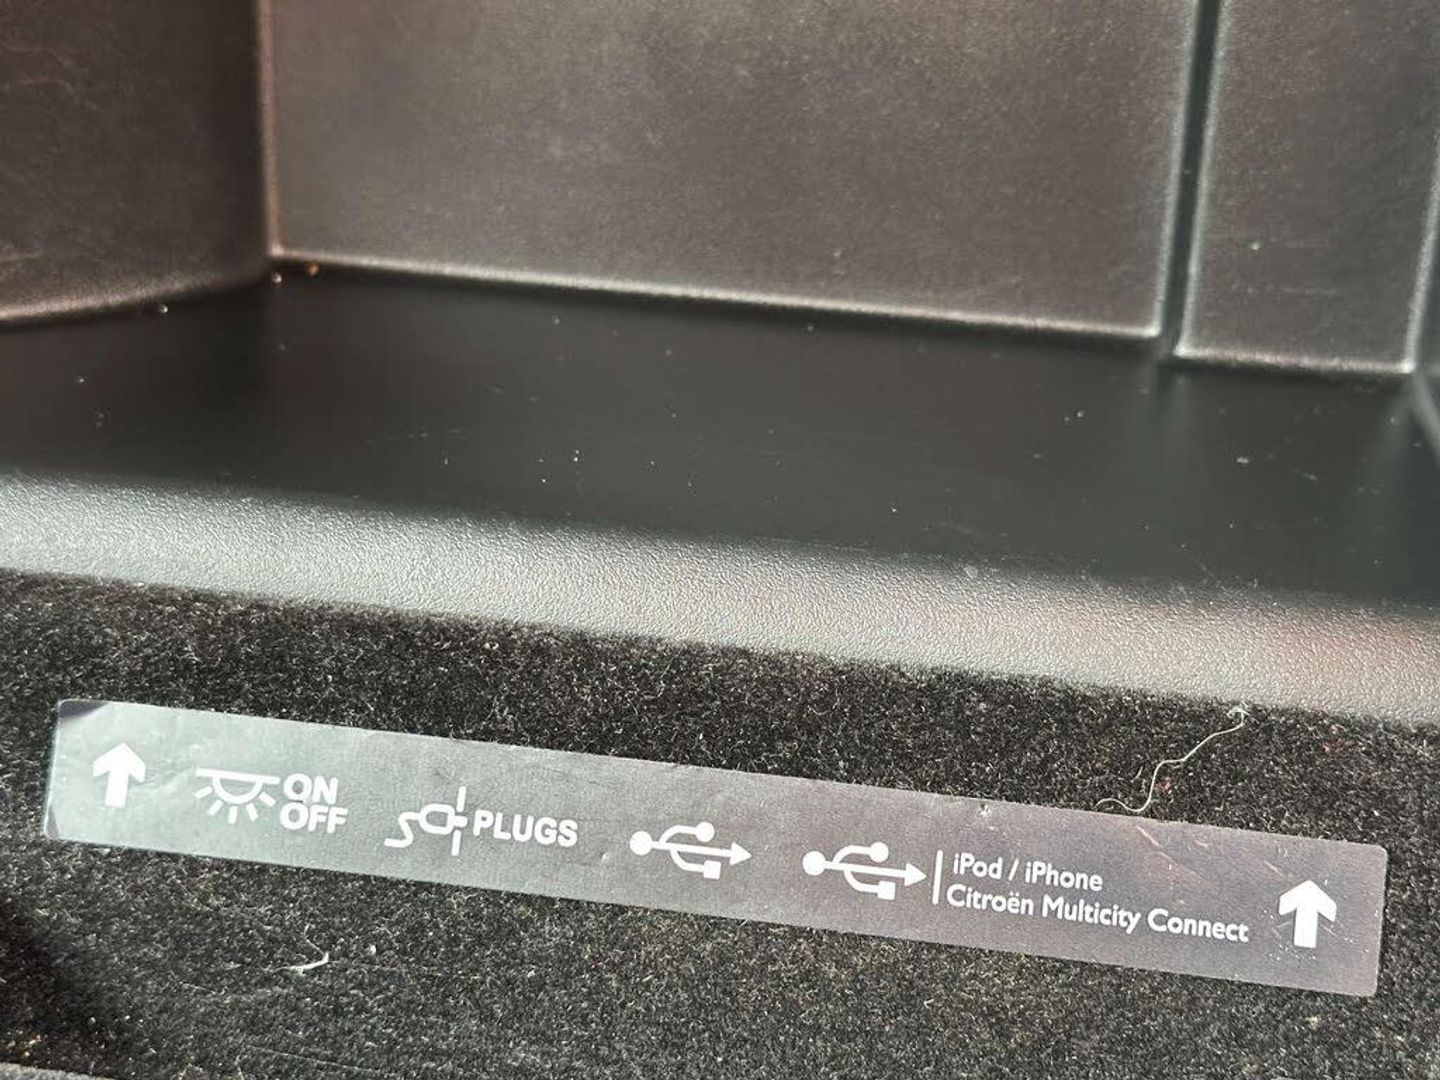 ON
OFF
PLUGS
iPod / iPhone
Citroën Multicity Connect